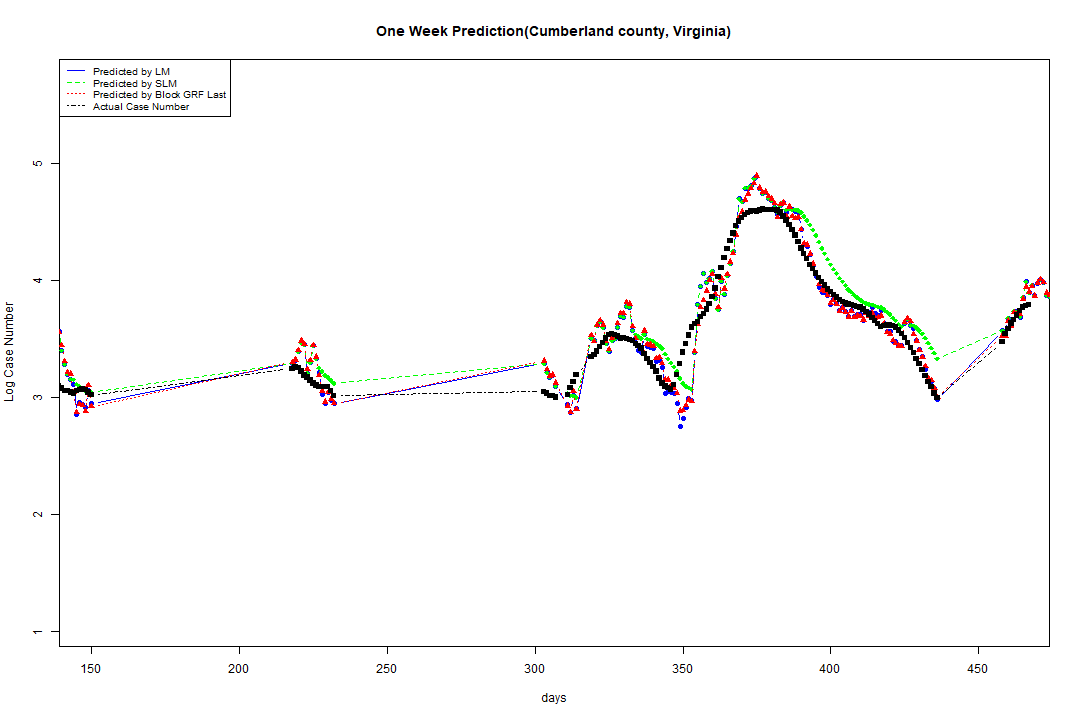 One Week Prediction(Cumberland county, Virginia)
Predicted by LM
Predicted by SLM
Predicted by Block GRF Last
Actual Case Number
5
4
3
2
1
Log Case Number
150 200 250 300 350 400 450
days